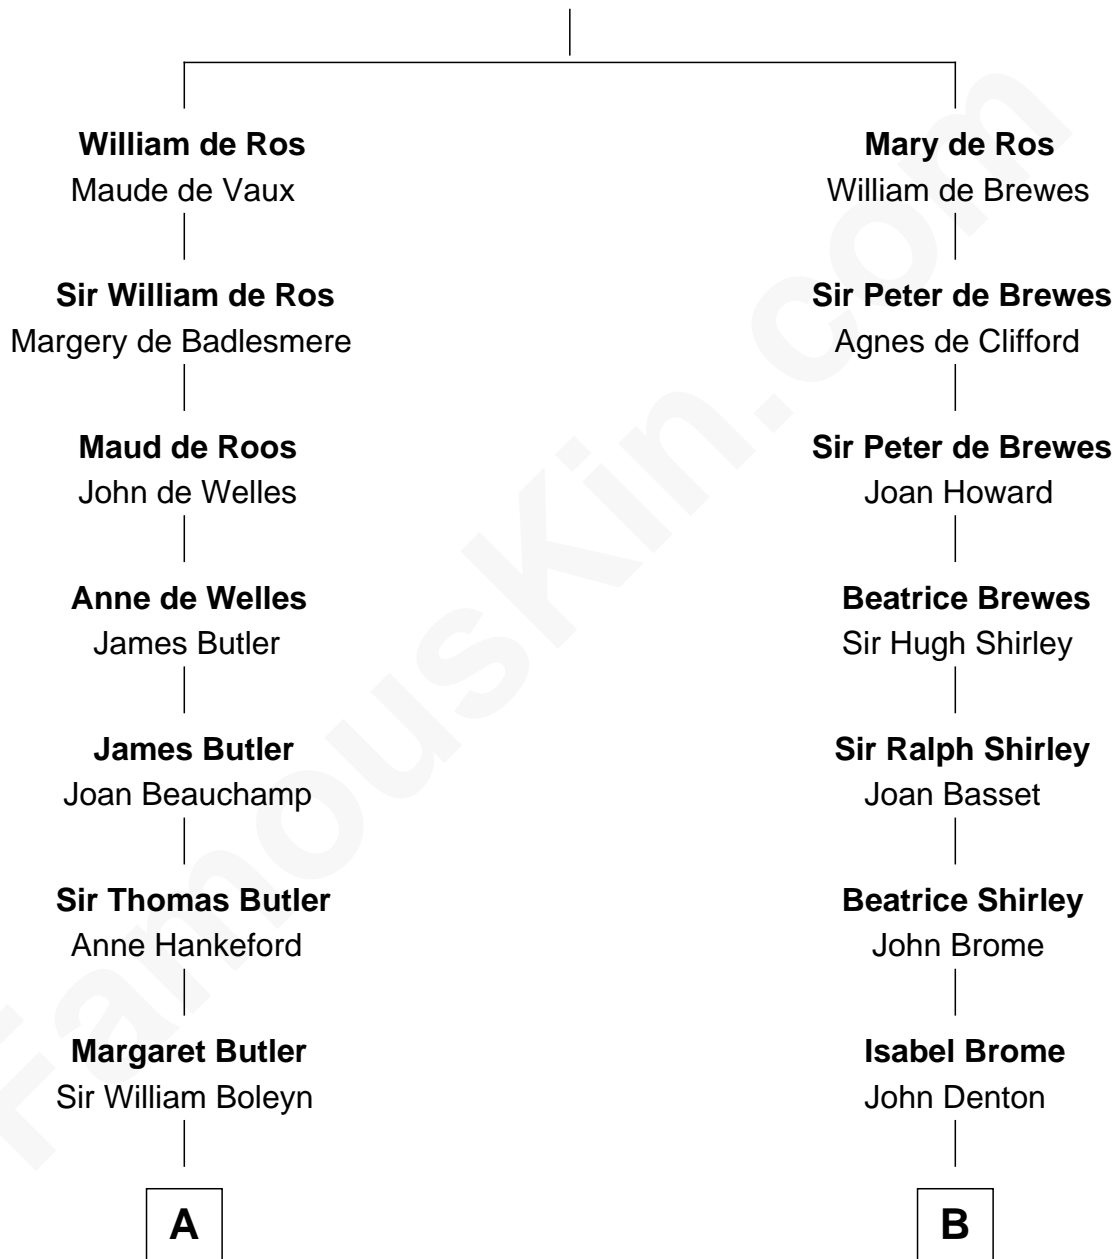 William de Ros
Maude de Vaux
Sir William de Ros
Margery de Badlesmere
Maud de Roos
John de Welles
Anne de Welles
James Butler
James Butler
Joan Beauchamp
Sir Thomas Butler
Anne Hankeford
Margaret Butler
Sir William Boleyn
A
Mary de Ros
William de Brewes
Sir Peter de Brewes
Agnes de Clifford
Sir Peter de Brewes
Joan Howard
Beatrice Brewes
Sir Hugh Shirley
Sir Ralph Shirley
Joan Basset
Beatrice Shirley
John Brome
Isabel Brome
John Denton
B
FamousKin.com